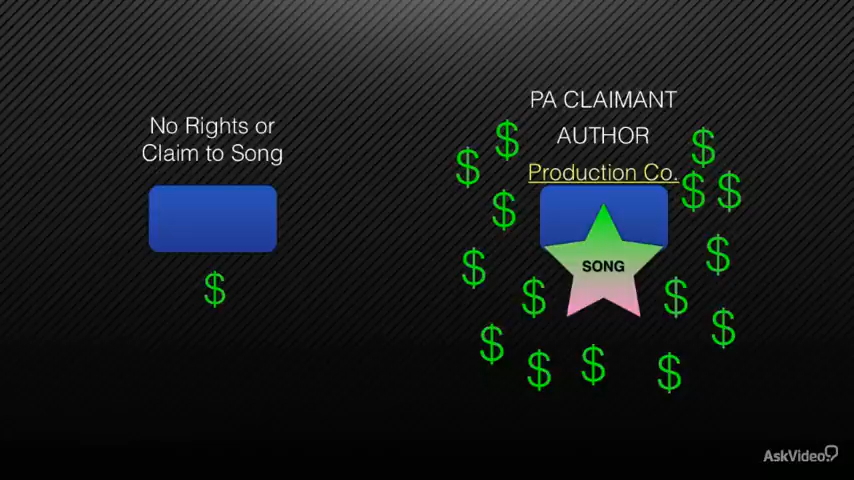 No Rights or
Claim to Song
$
PA CLAIMANT
AUTHOR
Production Co.
$ $ $
$ $ $
$ $
$ SONG
$ $
$ $
$ $ $ $
AskVideo